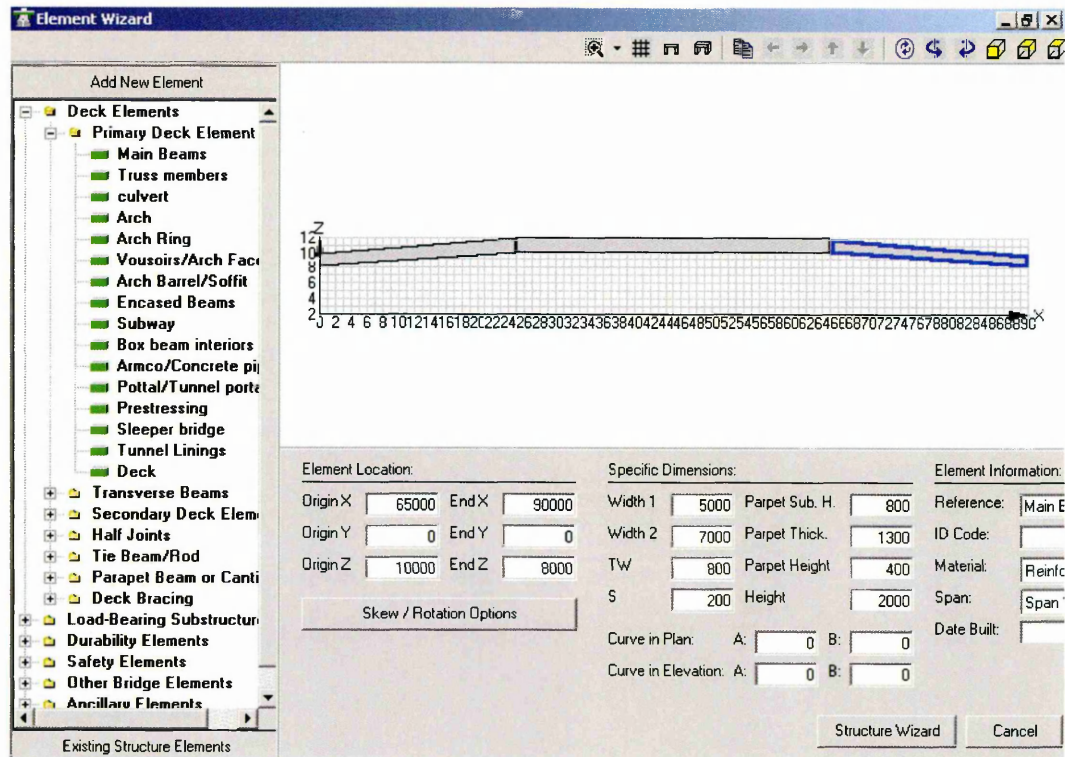 Element Wizard
Add New Element
Deck Elements
Primary Deck Element
Main Beams
Truss members
culvert
Arch
Arch Ring
Vousoirs/Arch Face
Arch Barrel/Soffit
Encased Beams
Subway
Box beam interiors
Armco/Concrete pi
Pottal/Tunnel porta
Prestressing
Sleeper bridge
Tunnel Linings
Deck
Transverse Beams
Secondary Deck Elem
Half Joints
Tie Beam/Rod
Parapet Beam or Canti
Deck Bracing
Load-Bearing Substructur
Durability Elements
Safety Elements
Other Bridge Elements
Ancillary Elements
Existing Structure Elements
Z
12
10
8
6
4
2
X
Element Location:
Origin X 65000 End X 90000
Origin Y 0 End Y 0
Origin Z 10000 End Z 8000
Skew / Rotation Options
Specific Dimensions:
Width 1 5000 Parpet Sub. H. 800
Width 2 7000 Parpet Thick. 1300
TW 800 Parpet Height 400
S 200 Height 2000
Curve in Plan: A: 0 B: 0
Curve in Elevation: A: 0 B: 0
Element Information:
Reference: Main B
ID Code:
Material: Reinfo
Span: Span
Date Built:
Structure Wizard Cancel